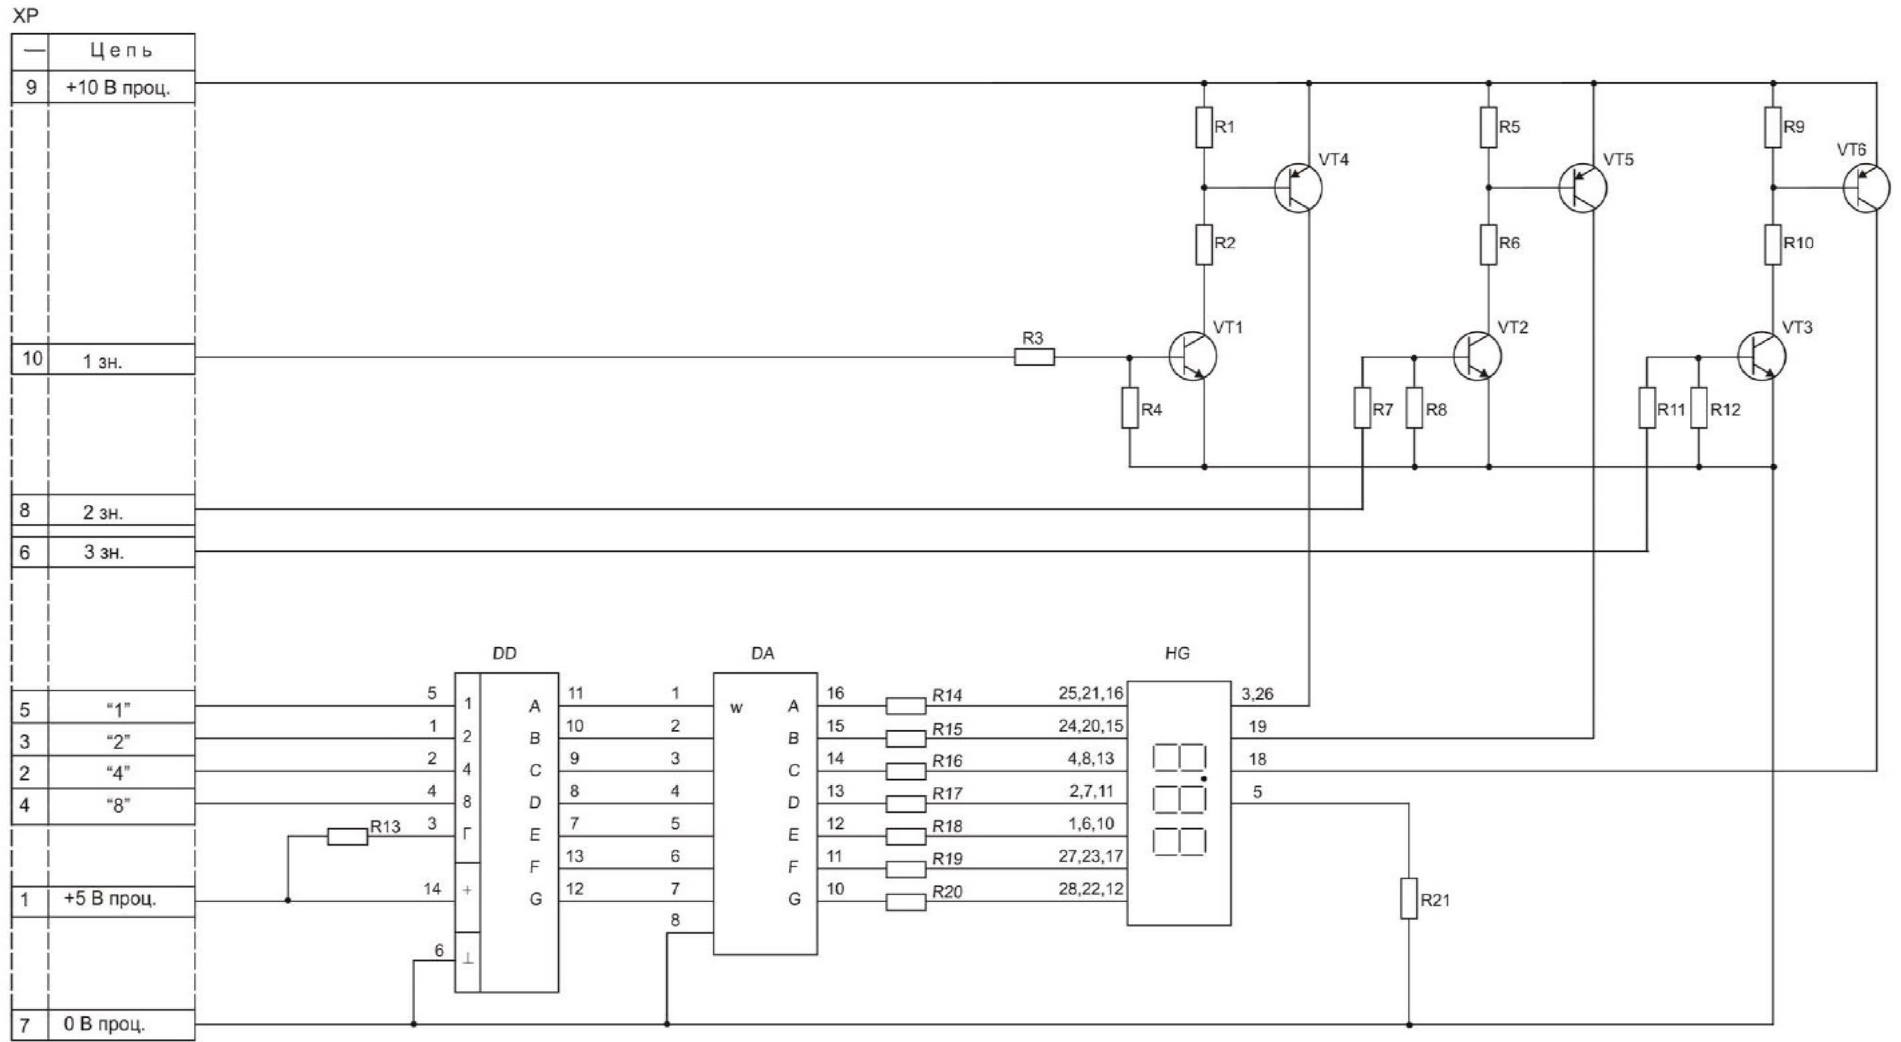 ХР
— Цепь
9 +10 В проц.
R1 R5 R9
VT4 VT5 VT6
R2 R6 R10
VT1 VT2 VT3
R3
10 1 зн.
R4 R7 R8 R11 R12
8 2 зн.
6 3 зн.
DD DA HG
5 "1" 5 1 A 11 1 w A 16 R14 25,21,16 3,26
3 "2" 1 2 B 10 2 B 15 R15 24,20,15 19
2 "4" 2 4 C 9 3 C 14 R16 4,8,13 18
4 "8" 4 8 D 8 4 D 13 R17 2,7,11 5
R13 3 Г E 7 5 E 12 R18 1,6,10
F 13 6 F 11 R19 27,23,17
1 +5 В проц. 14 + G 12 7 G 10 R20 28,22,12 R21
8
6 ⊥
7 0 В проц.